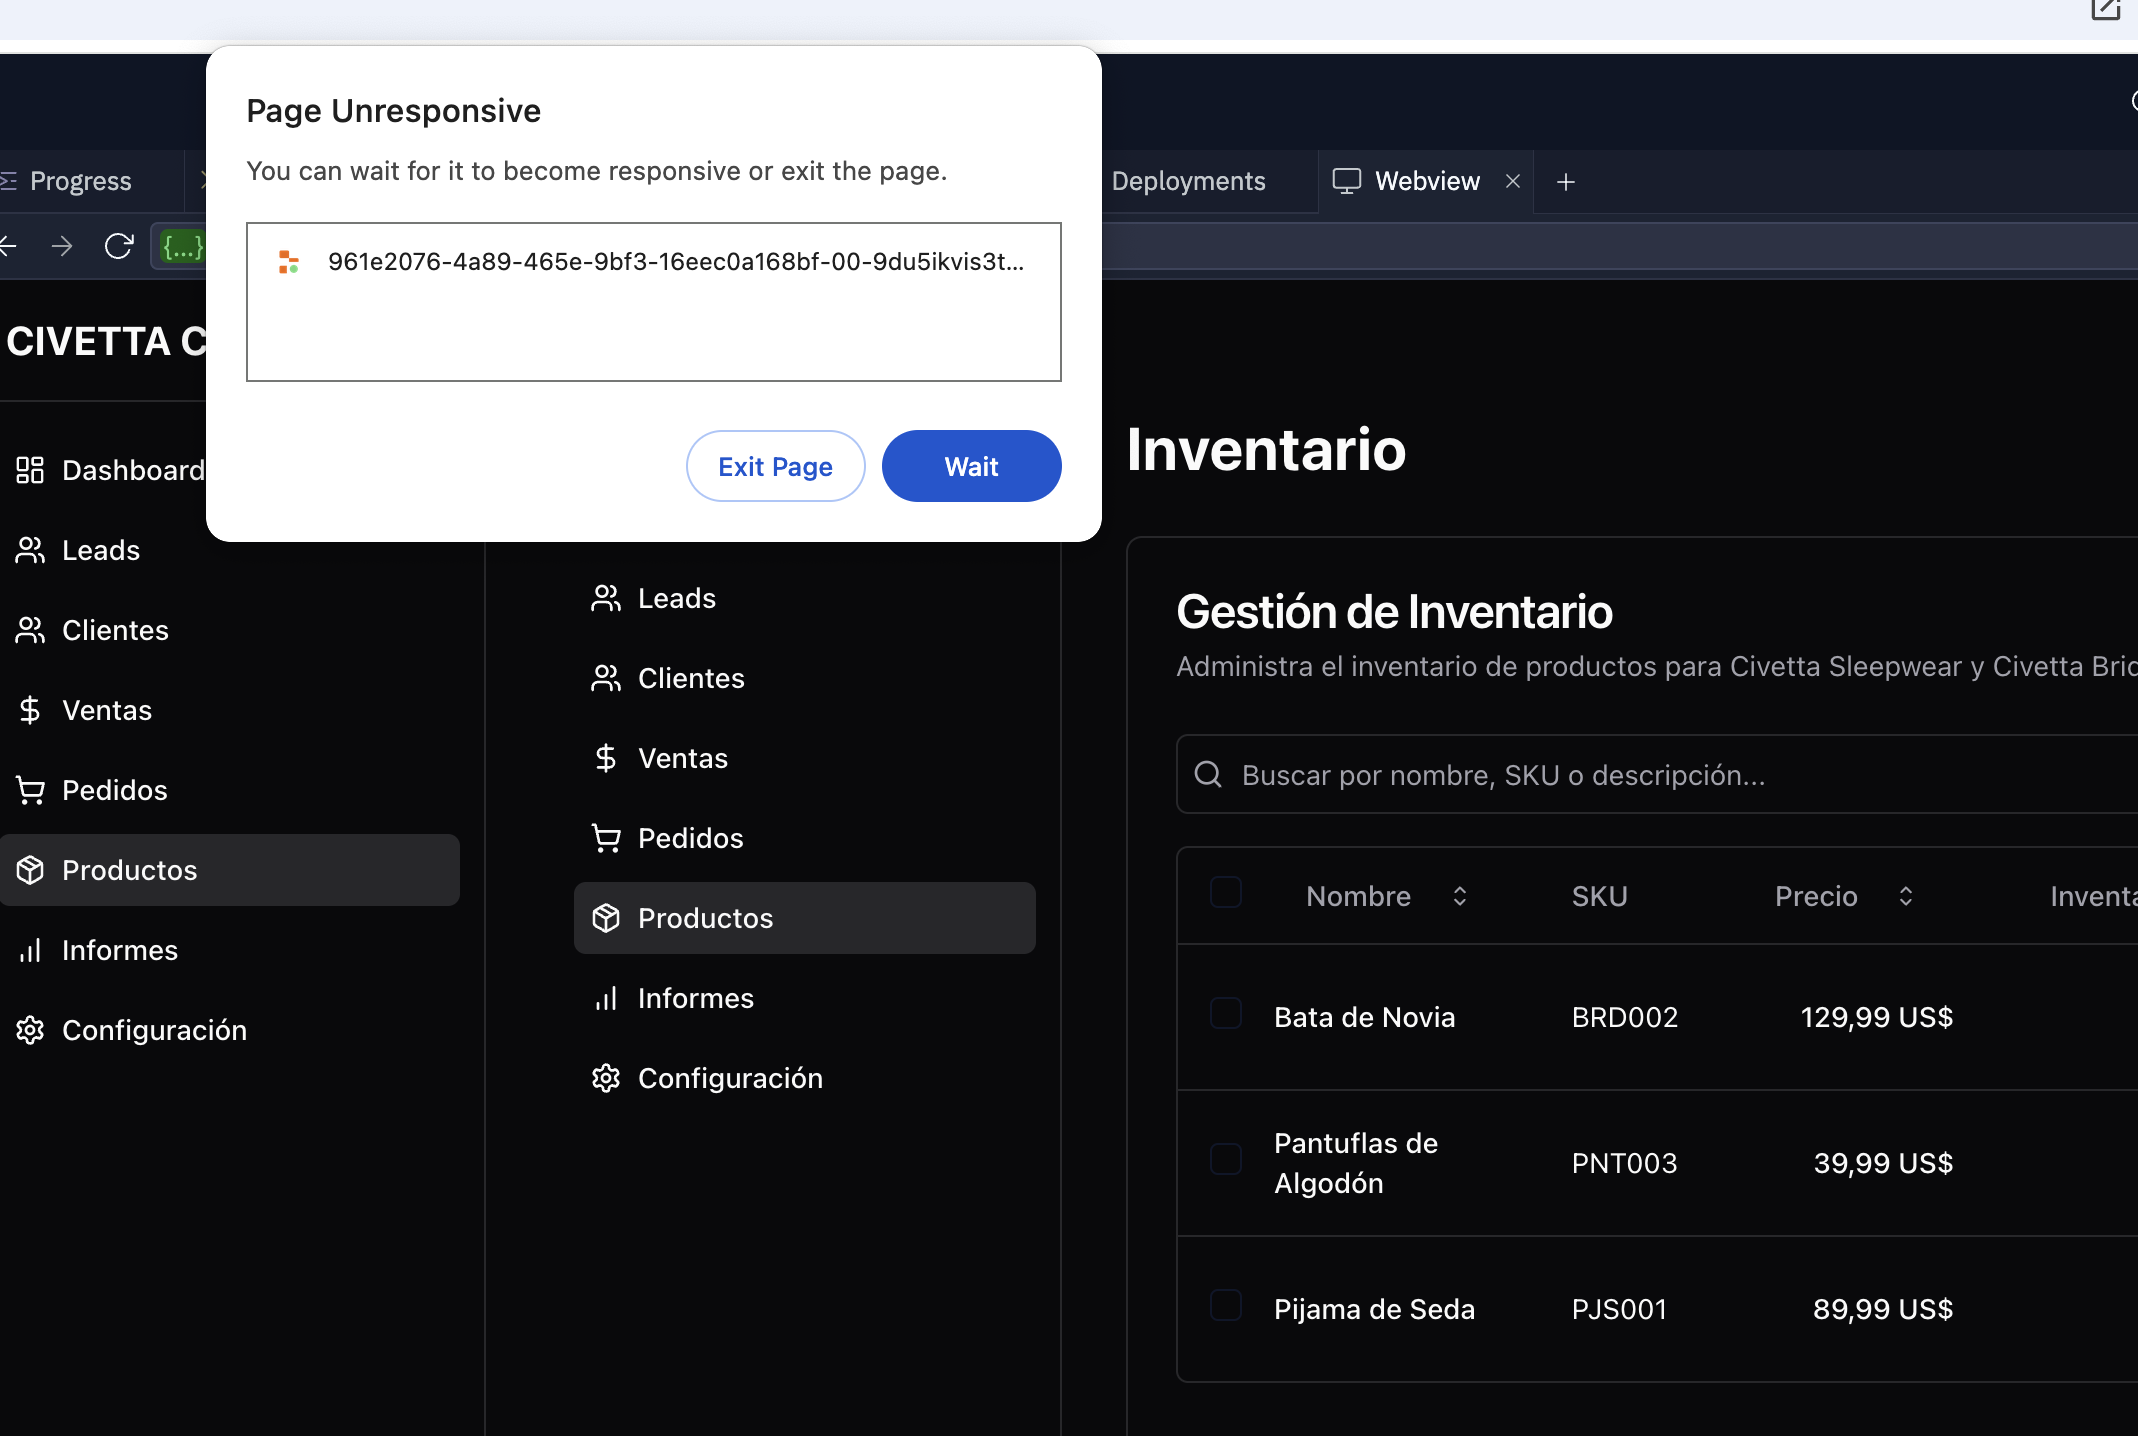 Page Unresponsive
You can wait for it to become responsive or exit the page.
961e2076-4a89-465e-9bf3-16eec0a168bf-00-9du5ikvis3t...
Exit Page
Wait
Progress
Deployments
Webview
{...}
CIVETTA C
Dashboard
Leads
Clientes
Ventas
Pedidos
Productos
Informes
Configuración
Leads
Clientes
Ventas
Pedidos
Productos
Informes
Configuración
Inventario
Gestión de Inventario
Administra el inventario de productos para Civetta Sleepwear y Civetta Brid
Buscar por nombre, SKU o descripción...
Nombre SKU Precio Inventa
Bata de Novia BRD002 129,99 US$
Pantuflas de
Algodón PNT003 39,99 US$
Pijama de Seda PJS001 89,99 US$